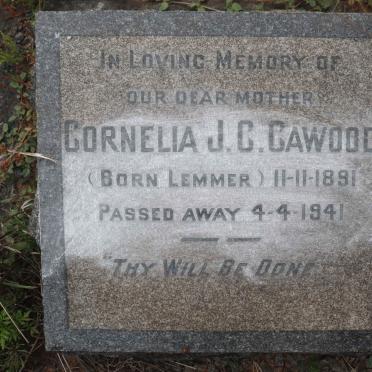 IN LOVING MEMORY OF
OUR DEAR MOTHER
CORNELIA J. C. CAWOOD
(BORN LEMMER) 11-11-1891
PASSED AWAY 4-4-1941
"THY WILL BE DONE"